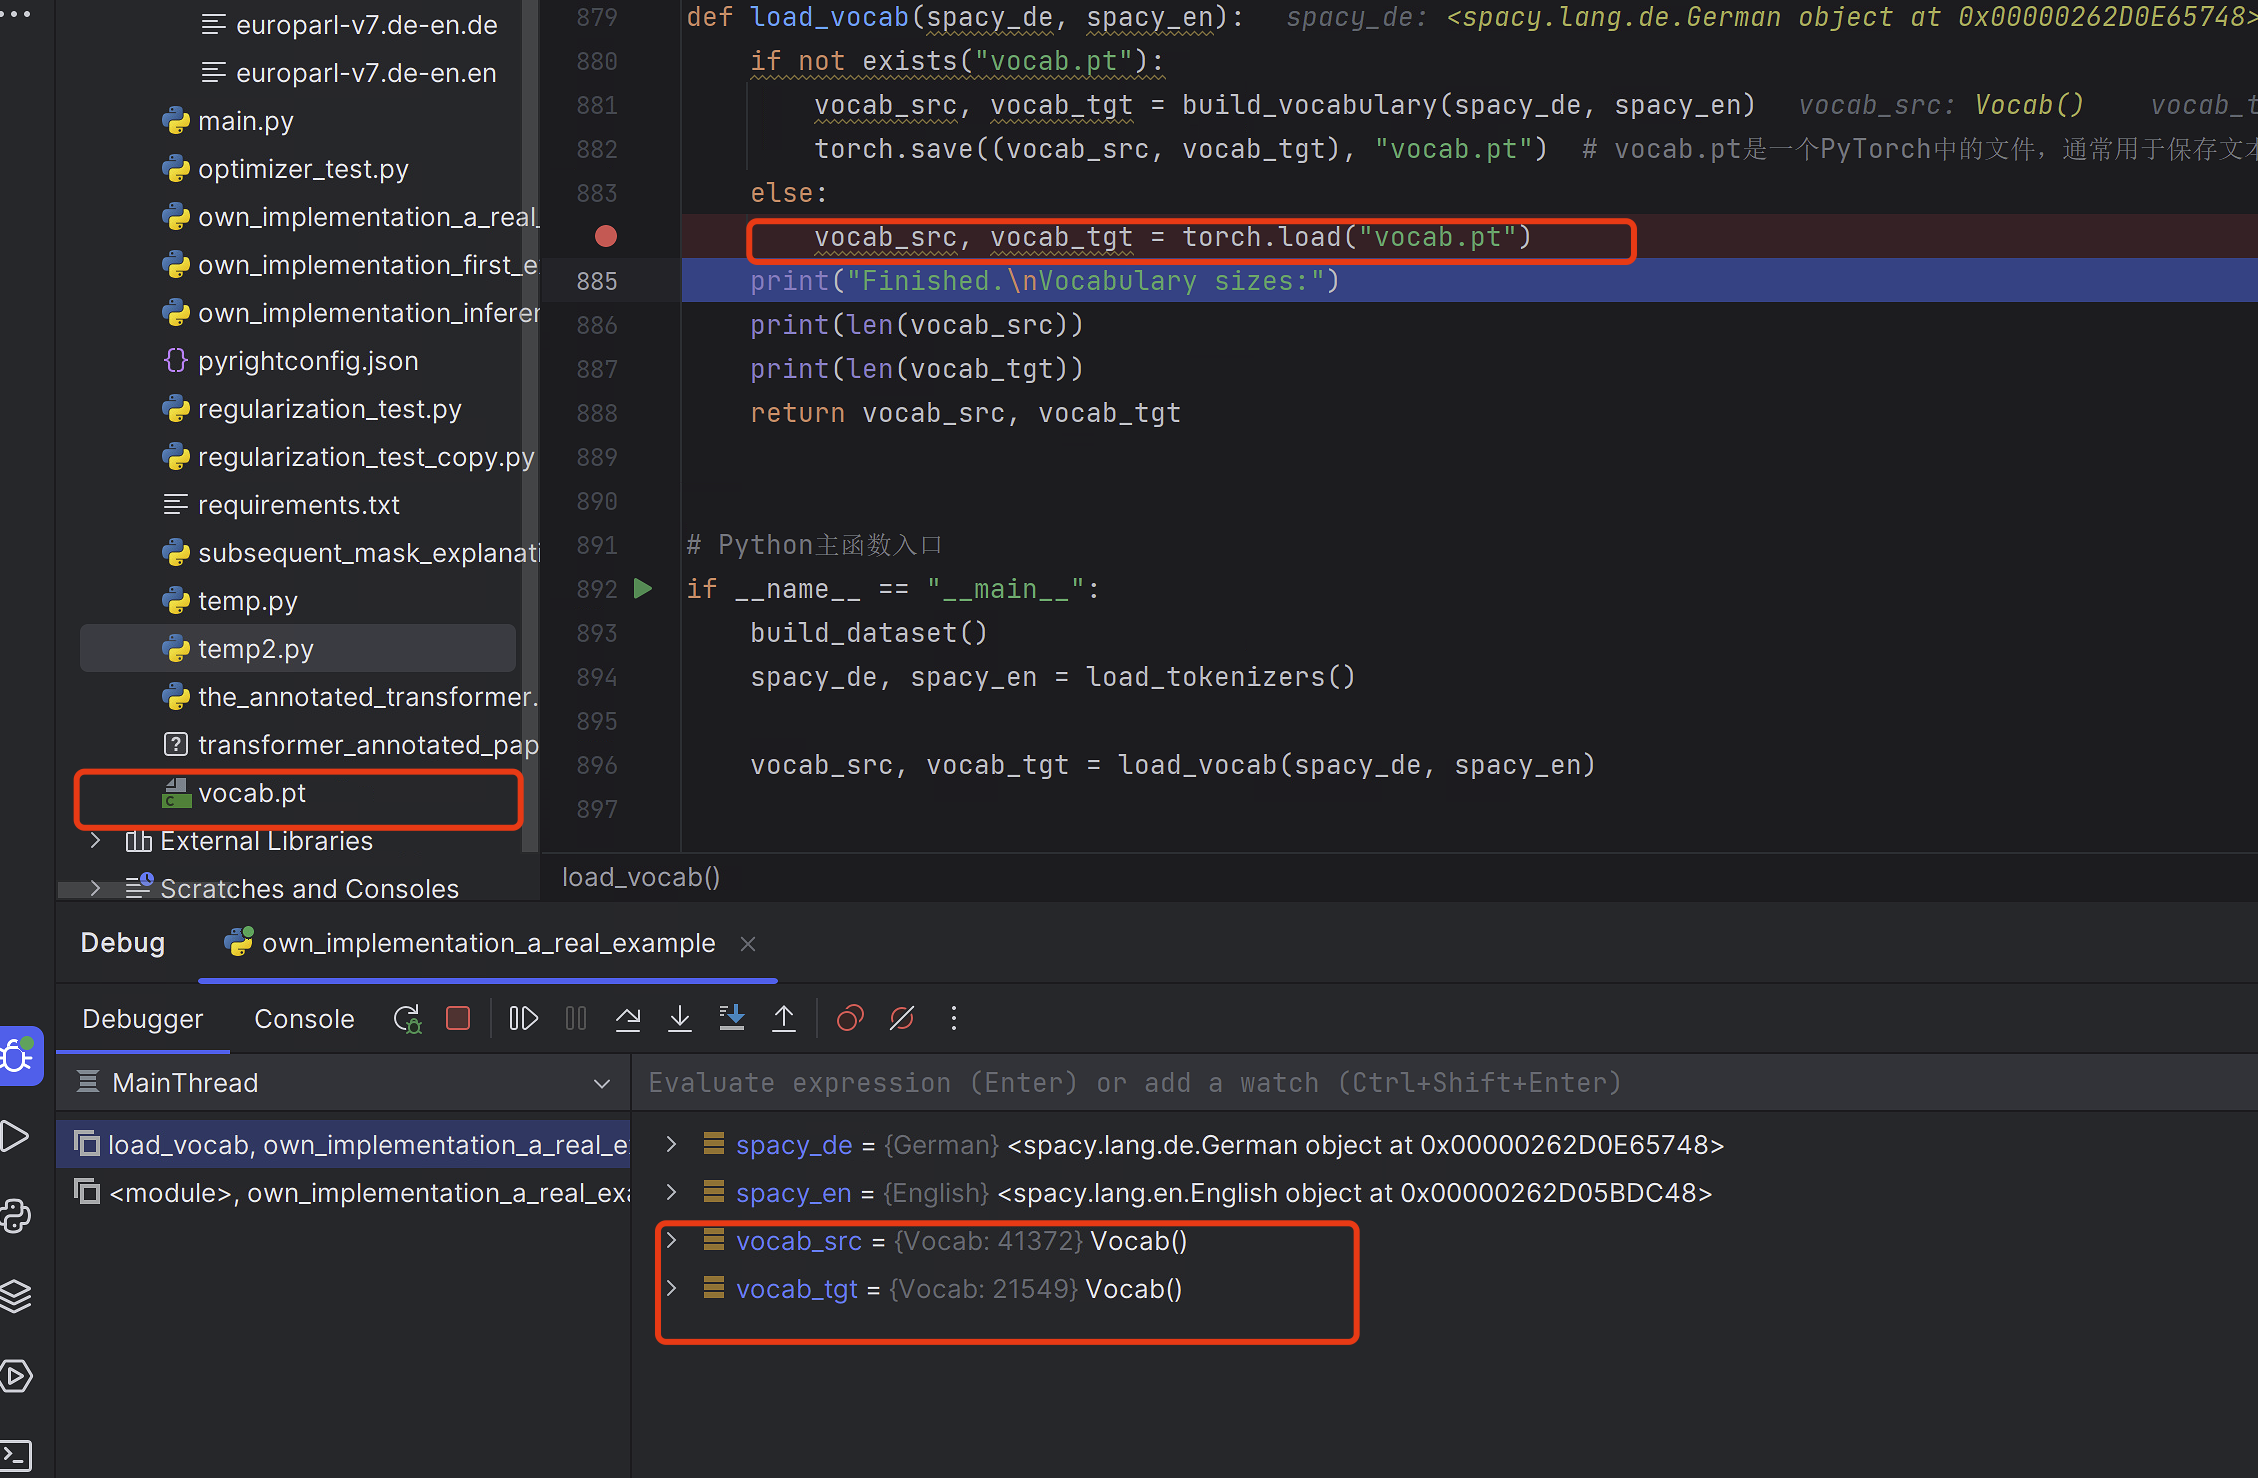 europarl-v7.de-en.de
europarl-v7.de-en.en
main.py
optimizer_test.py
own_implementation_a_real_
own_implementation_first_e
own_implementation_inferer
pyrightconfig.json
regularization_test.py
regularization_test_copy.py
requirements.txt
subsequent_mask_explanati
temp.py
temp2.py
the_annotated_transformer.
transformer_annotated_pap
vocab.pt
External Libraries
Scratches and Consoles
879 def load_vocab(spacy_de, spacy_en): spacy_de: <spacy.lang.de.German object at 0x00000262D0E65748>
880 if not exists("vocab.pt"):
881 vocab_src, vocab_tgt = build_vocabulary(spacy_de, spacy_en) vocab_src: Vocab() vocab_t
882 torch.save((vocab_src, vocab_tgt), "vocab.pt") # vocab.pt是一个PyTorch中的文件，通常用于保存文本
883 else:
vocab_src, vocab_tgt = torch.load("vocab.pt")
885 print("Finished.\nVocabulary sizes:")
886 print(len(vocab_src))
887 print(len(vocab_tgt))
888 return vocab_src, vocab_tgt
889
890
891 # Python主函数入口
892 if __name__ == "__main__":
893 build_dataset()
894 spacy_de, spacy_en = load_tokenizers()
895
896 vocab_src, vocab_tgt = load_vocab(spacy_de, spacy_en)
897
load_vocab()
Debug own_implementation_a_real_example
Debugger Console
MainThread
Evaluate expression (Enter) or add a watch (Ctrl+Shift+Enter)
load_vocab, own_implementation_a_real_e
<module>, own_implementation_a_real_exa
spacy_de = {German} <spacy.lang.de.German object at 0x00000262D0E65748>
spacy_en = {English} <spacy.lang.en.English object at 0x00000262D05BDC48>
vocab_src = {Vocab: 41372} Vocab()
vocab_tgt = {Vocab: 21549} Vocab()